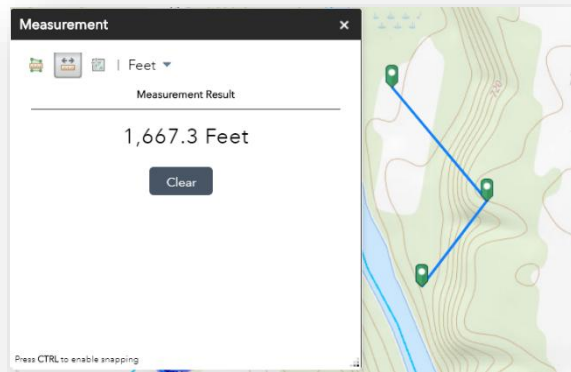 Measurement ×
| Feet
Measurement Result
1,667.3 Feet
Clear
Press CTRL to enable snapping